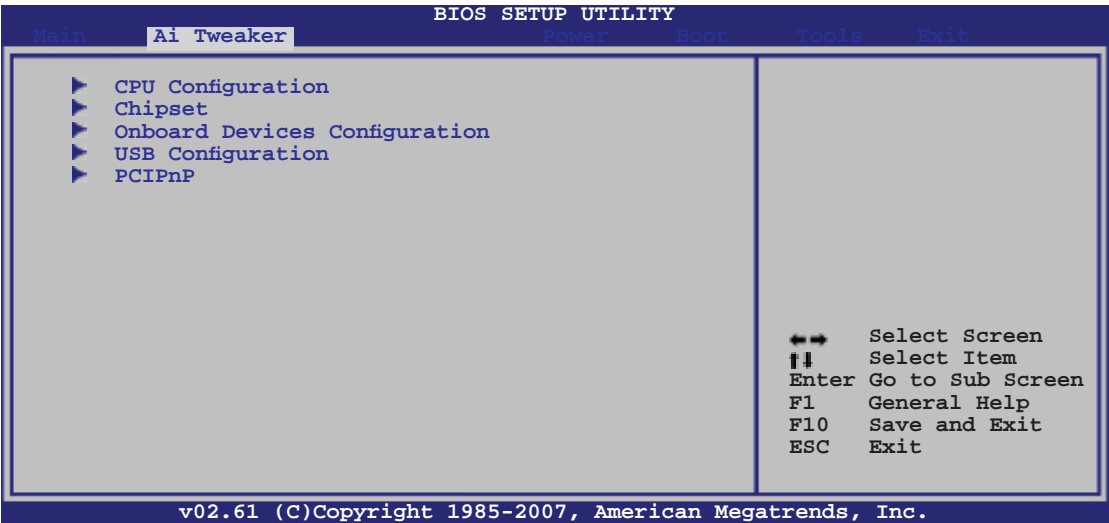 BIOS SETUP UTILITY
Main Ai Tweaker Power Boot Tools Exit
CPU Configuration
Chipset
Onboard Devices Configuration
USB Configuration
PCIPnP
←→ Select Screen
↑↓ Select Item
Enter Go to Sub Screen
F1 General Help
F10 Save and Exit
ESC Exit
v02.61 (C)Copyright 1985-2007, American Megatrends, Inc.